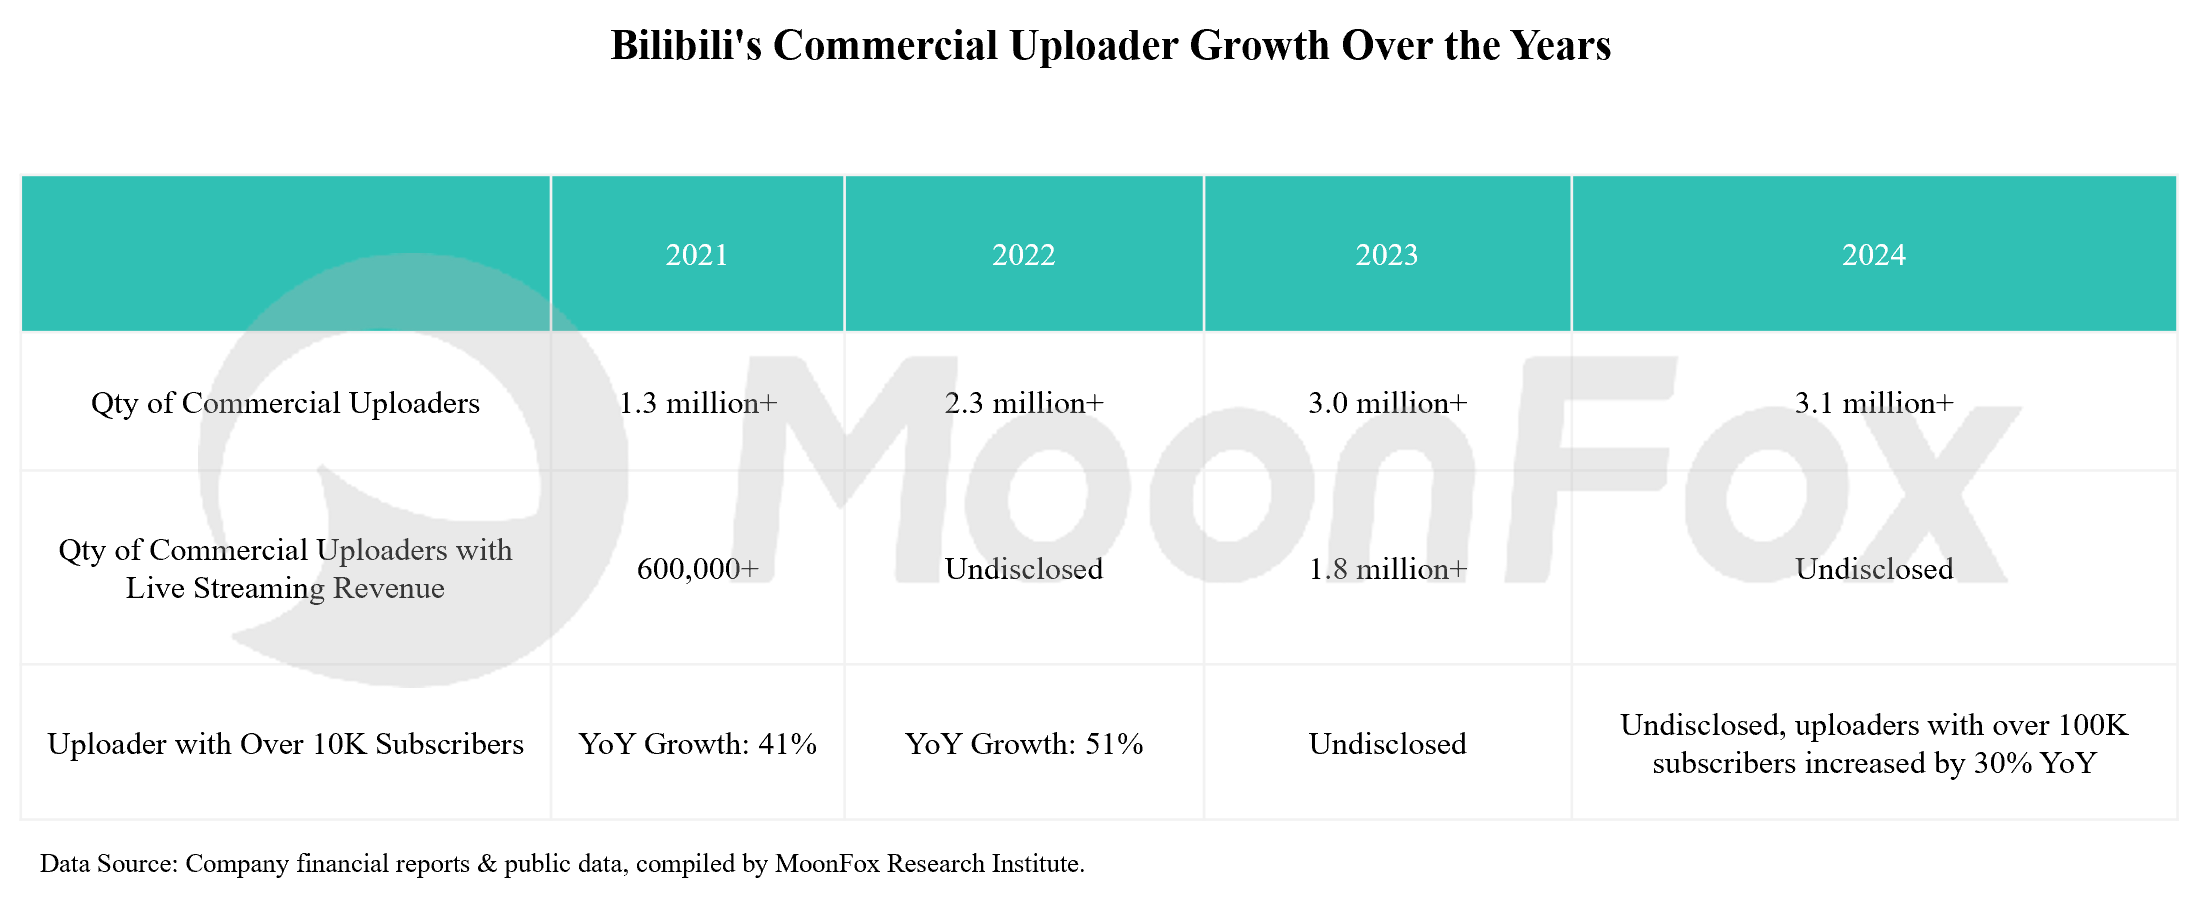 Bilibili's Commercial Uploader Growth Over the Years
2021
2022
2023
2024
Qty of Commercial Uploaders
1.3 million+
2.3 million+
3.0 million+
3.1 million+
Qty of Commercial Uploaders with
Live Streaming Revenue
600,000+
Undisclosed
1.8 million+
Undisclosed
Uploader with Over 10K Subscribers
YoY Growth: 41%
YoY Growth: 51%
Undisclosed
Undisclosed, uploaders with over 100K
subscribers increased by 30% YoY
MoonFox
Data Source: Company financial reports & public data, compiled by MoonFox Research Institute.